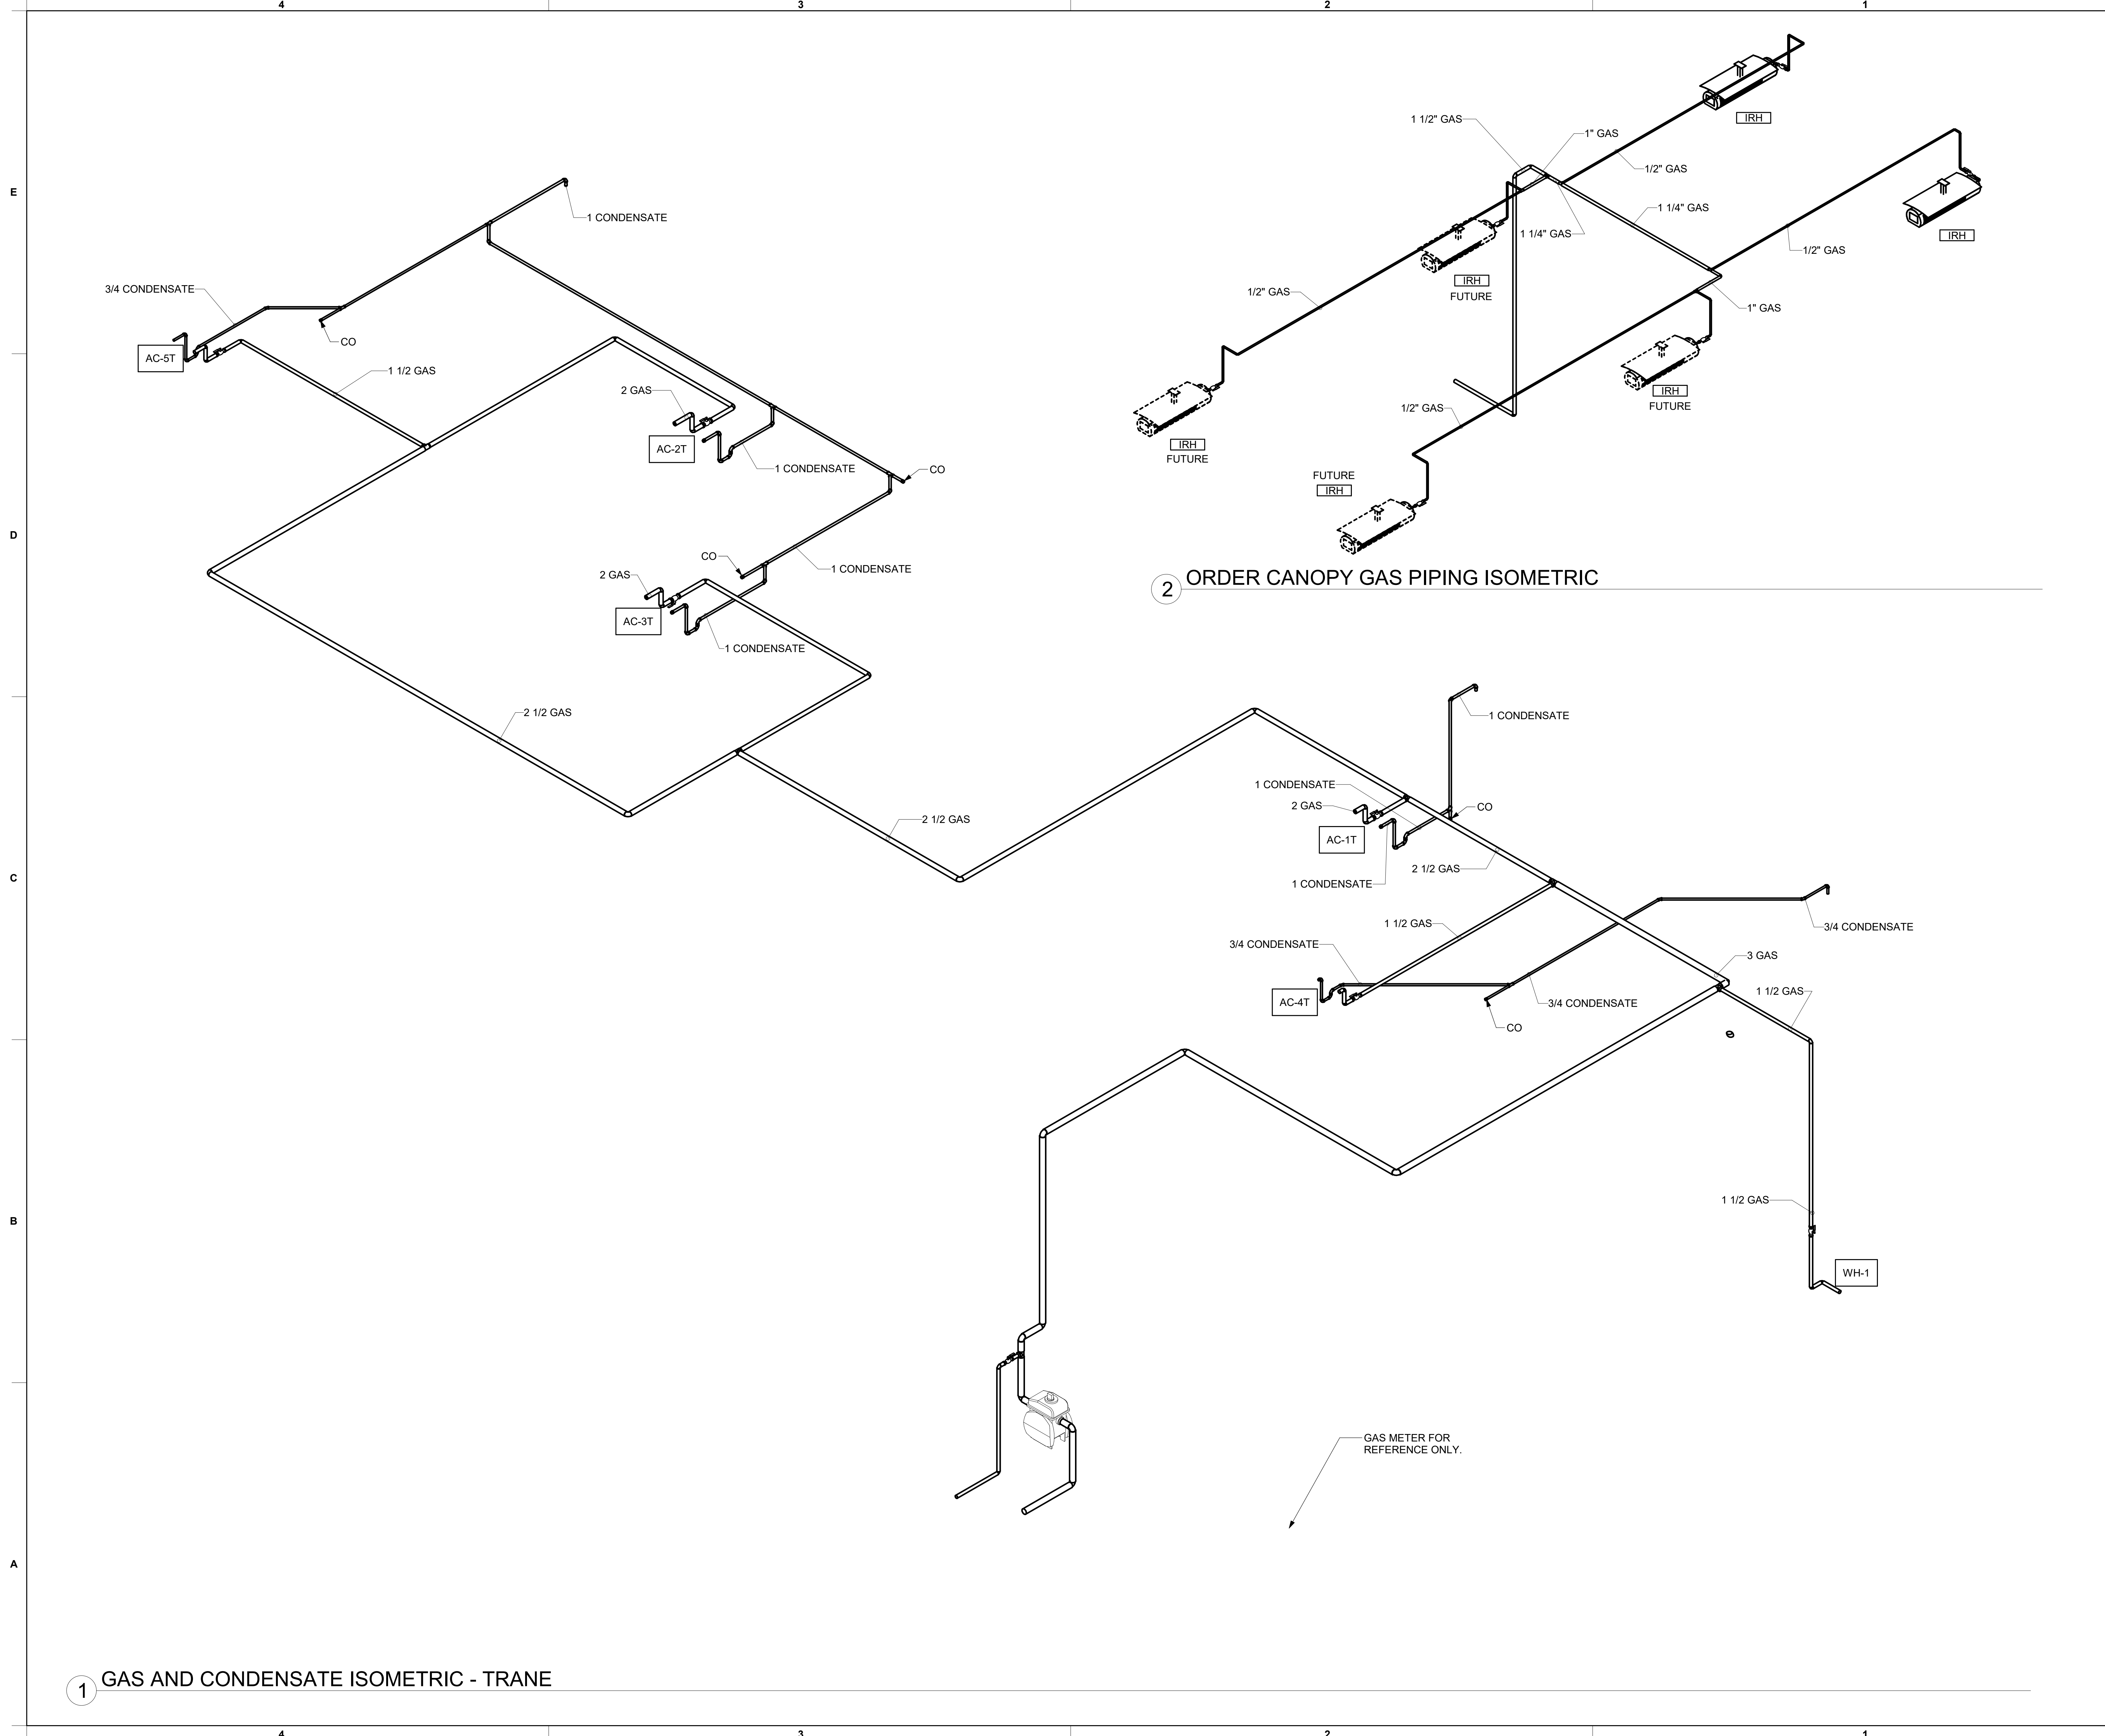 4 3 2 1
E
D
C
B
A
1 1/2" GAS
1" GAS
IRH
1/2" GAS
1 1/4" GAS
1 1/4" GAS
IRH
1/2" GAS
1/2" GAS
IRH
FUTURE
1" GAS
IRH
FUTURE
1/2" GAS
IRH
FUTURE
FUTURE
IRH
2 ORDER CANOPY GAS PIPING ISOMETRIC
1 CONDENSATE
3/4 CONDENSATE
CO
AC-5T
1 1/2 GAS
2 GAS
AC-2T
1 CONDENSATE
CO
CO
1 CONDENSATE
2 GAS
AC-3T
1 CONDENSATE
2 1/2 GAS
1 CONDENSATE
1 CONDENSATE
2 GAS
CO
2 1/2 GAS
AC-1T
2 1/2 GAS
1 CONDENSATE
1 1/2 GAS
3/4 CONDENSATE
3/4 CONDENSATE
3 GAS
1 1/2 GAS
AC-4T
3/4 CONDENSATE
CO
1 1/2 GAS
WH-1
GAS METER FOR
REFERENCE ONLY.
1 GAS AND CONDENSATE ISOMETRIC - TRANE
4 3 2 1